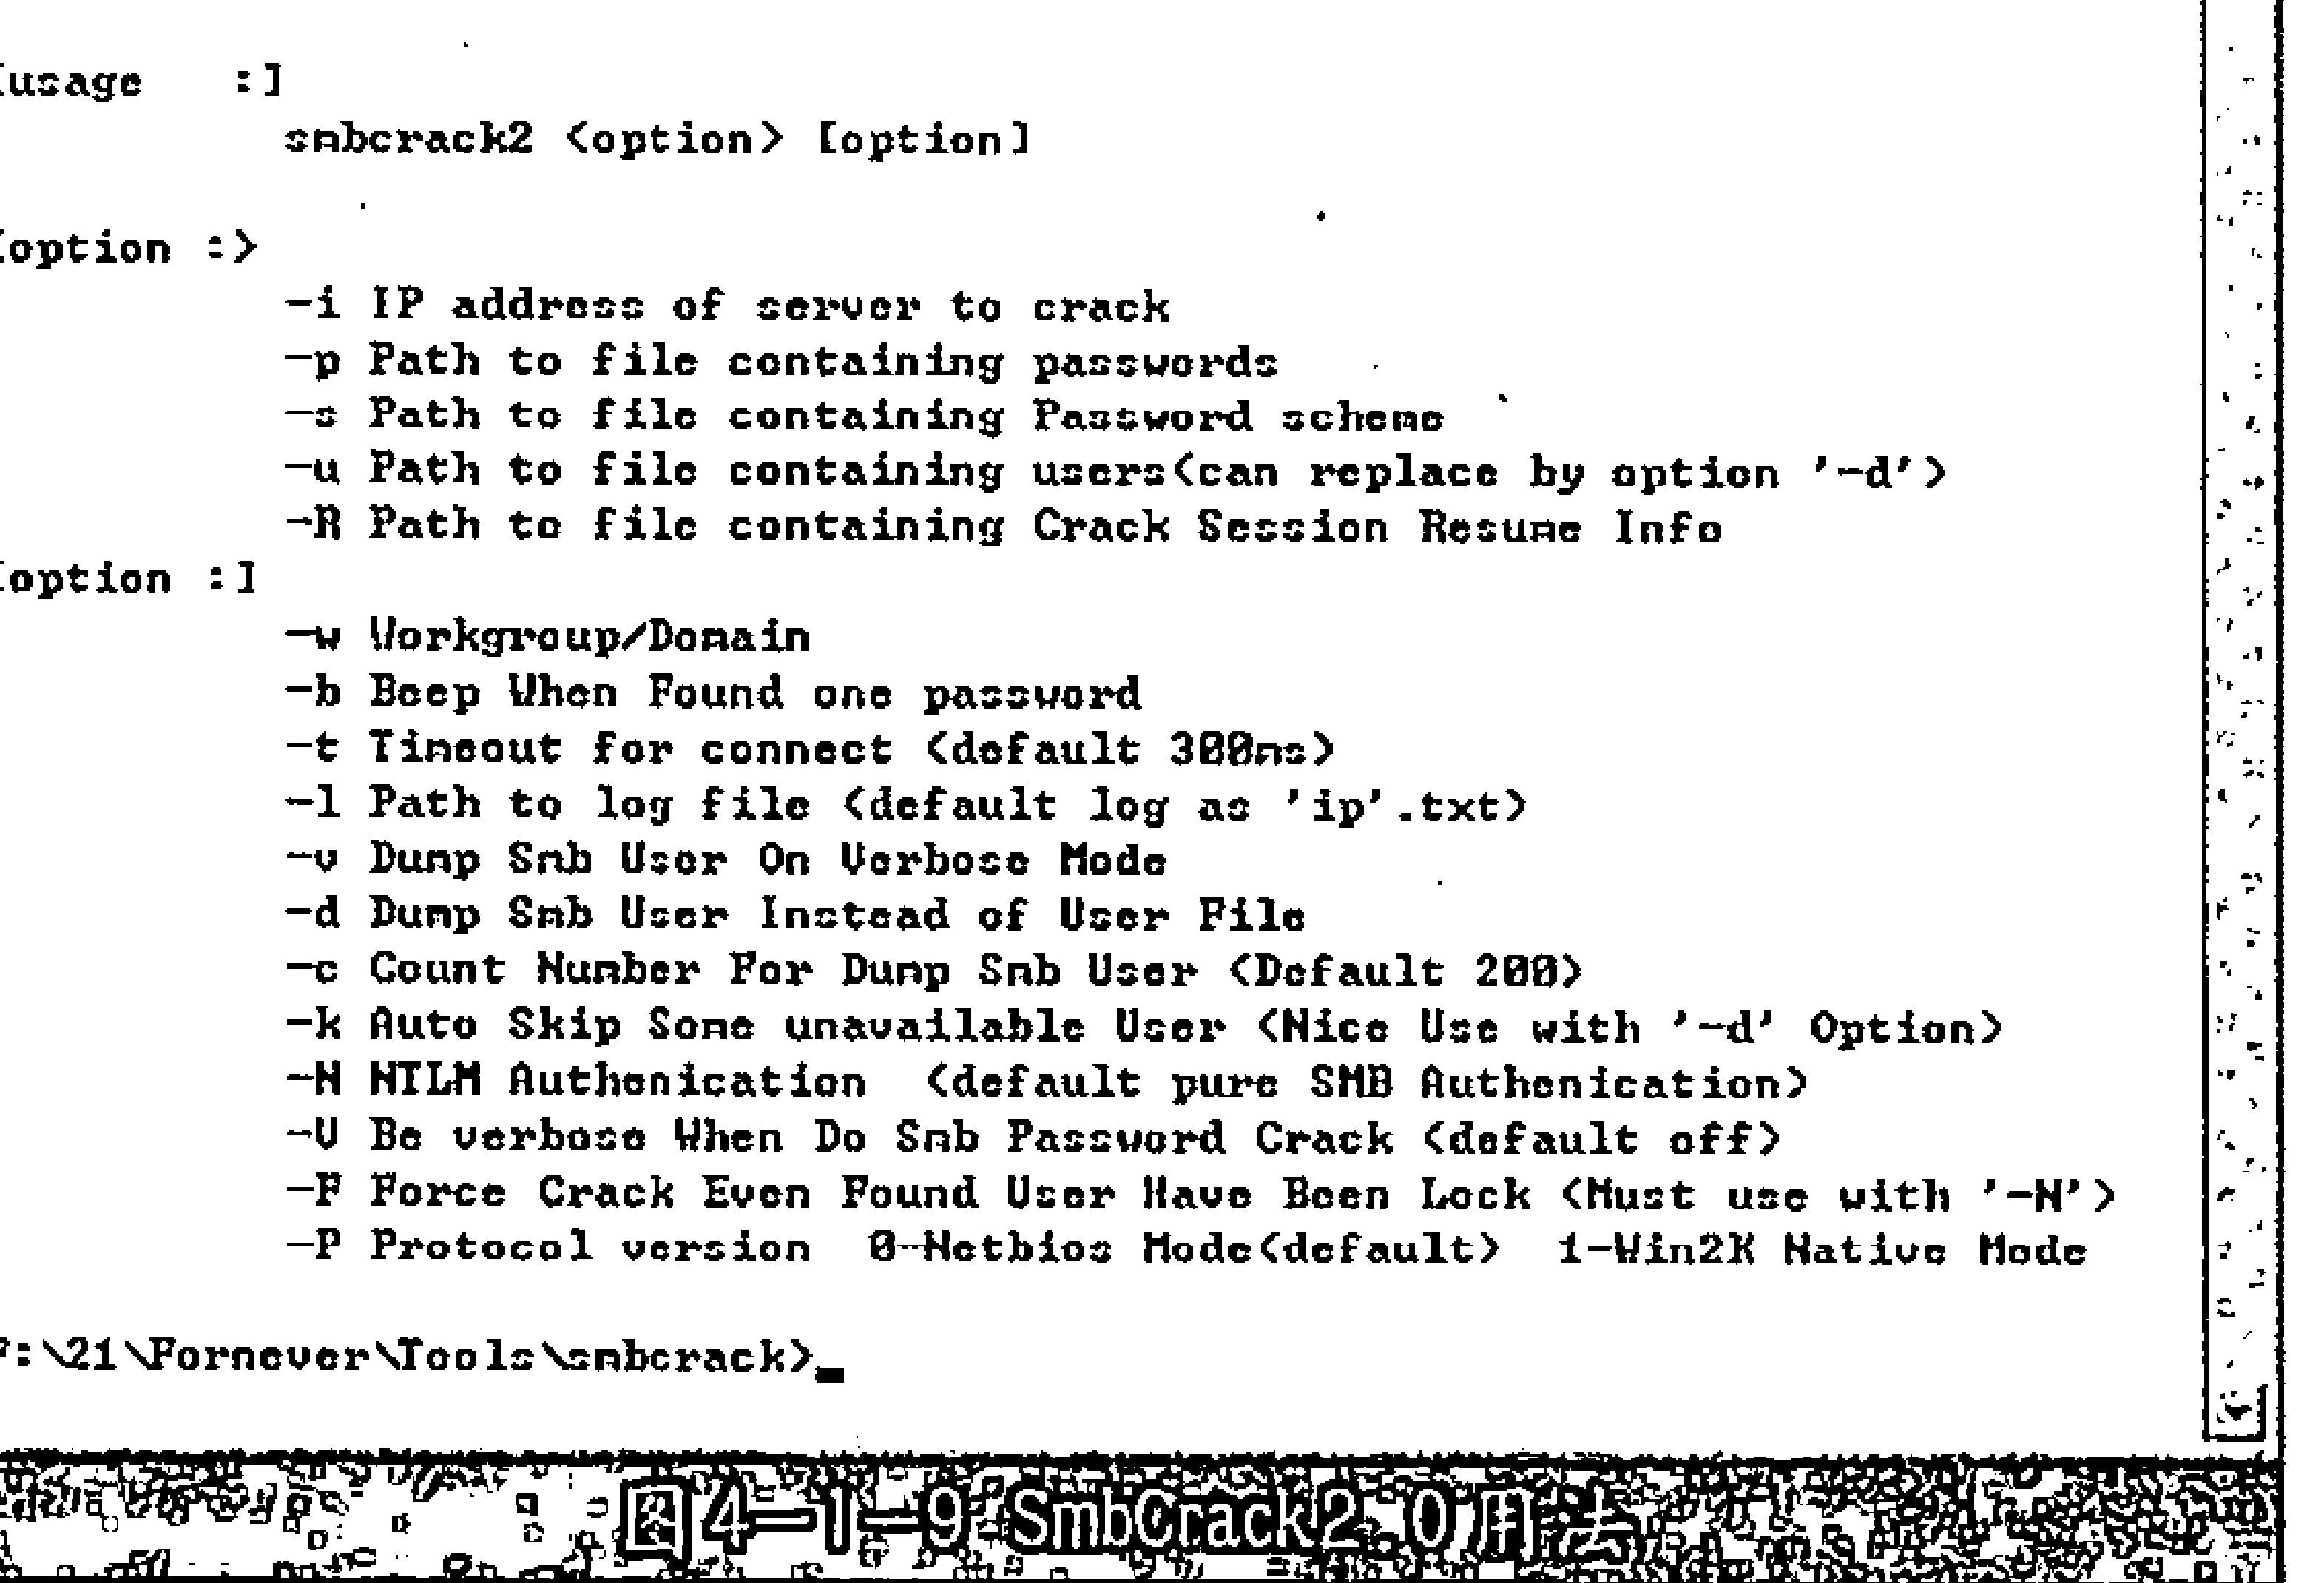 [usage   :]
smbcrack2 <option> [option]
<option :>
-i IP address of server to crack
-p Path to file containing passwords
-s Path to file containing Password scheme
-u Path to file containing users(can replace by option '-d')
-R Path to file containing Crack Session Resume Info
[option :]
-w Workgroup/Domain
-b Beep When Found one password
-t Timeout for connect (default 300ms)
-l Path to log file (default log as 'ip'.txt)
-v Dump Smb User On Verbose Mode
-d Dump Smb User Instead of User File
-c Count Number For Dump Smb User (Default 200)
-k Auto Skip Some unavailable User (Nice Use with '-d' Option)
-N NTLM Authenication  (default pure SMB Authenication)
-V Be verbose When Do Smb Password Crack (default off)
-F Force Crack Even Found User Have Been Lock (Must use with '-N')
-P Protocol version  0-Netbios Mode(default)  1-Win2K Native Mode
F:\21\Fornever\Tools\smbcrack>_
图4-1-9 SmbCrack2.0用法